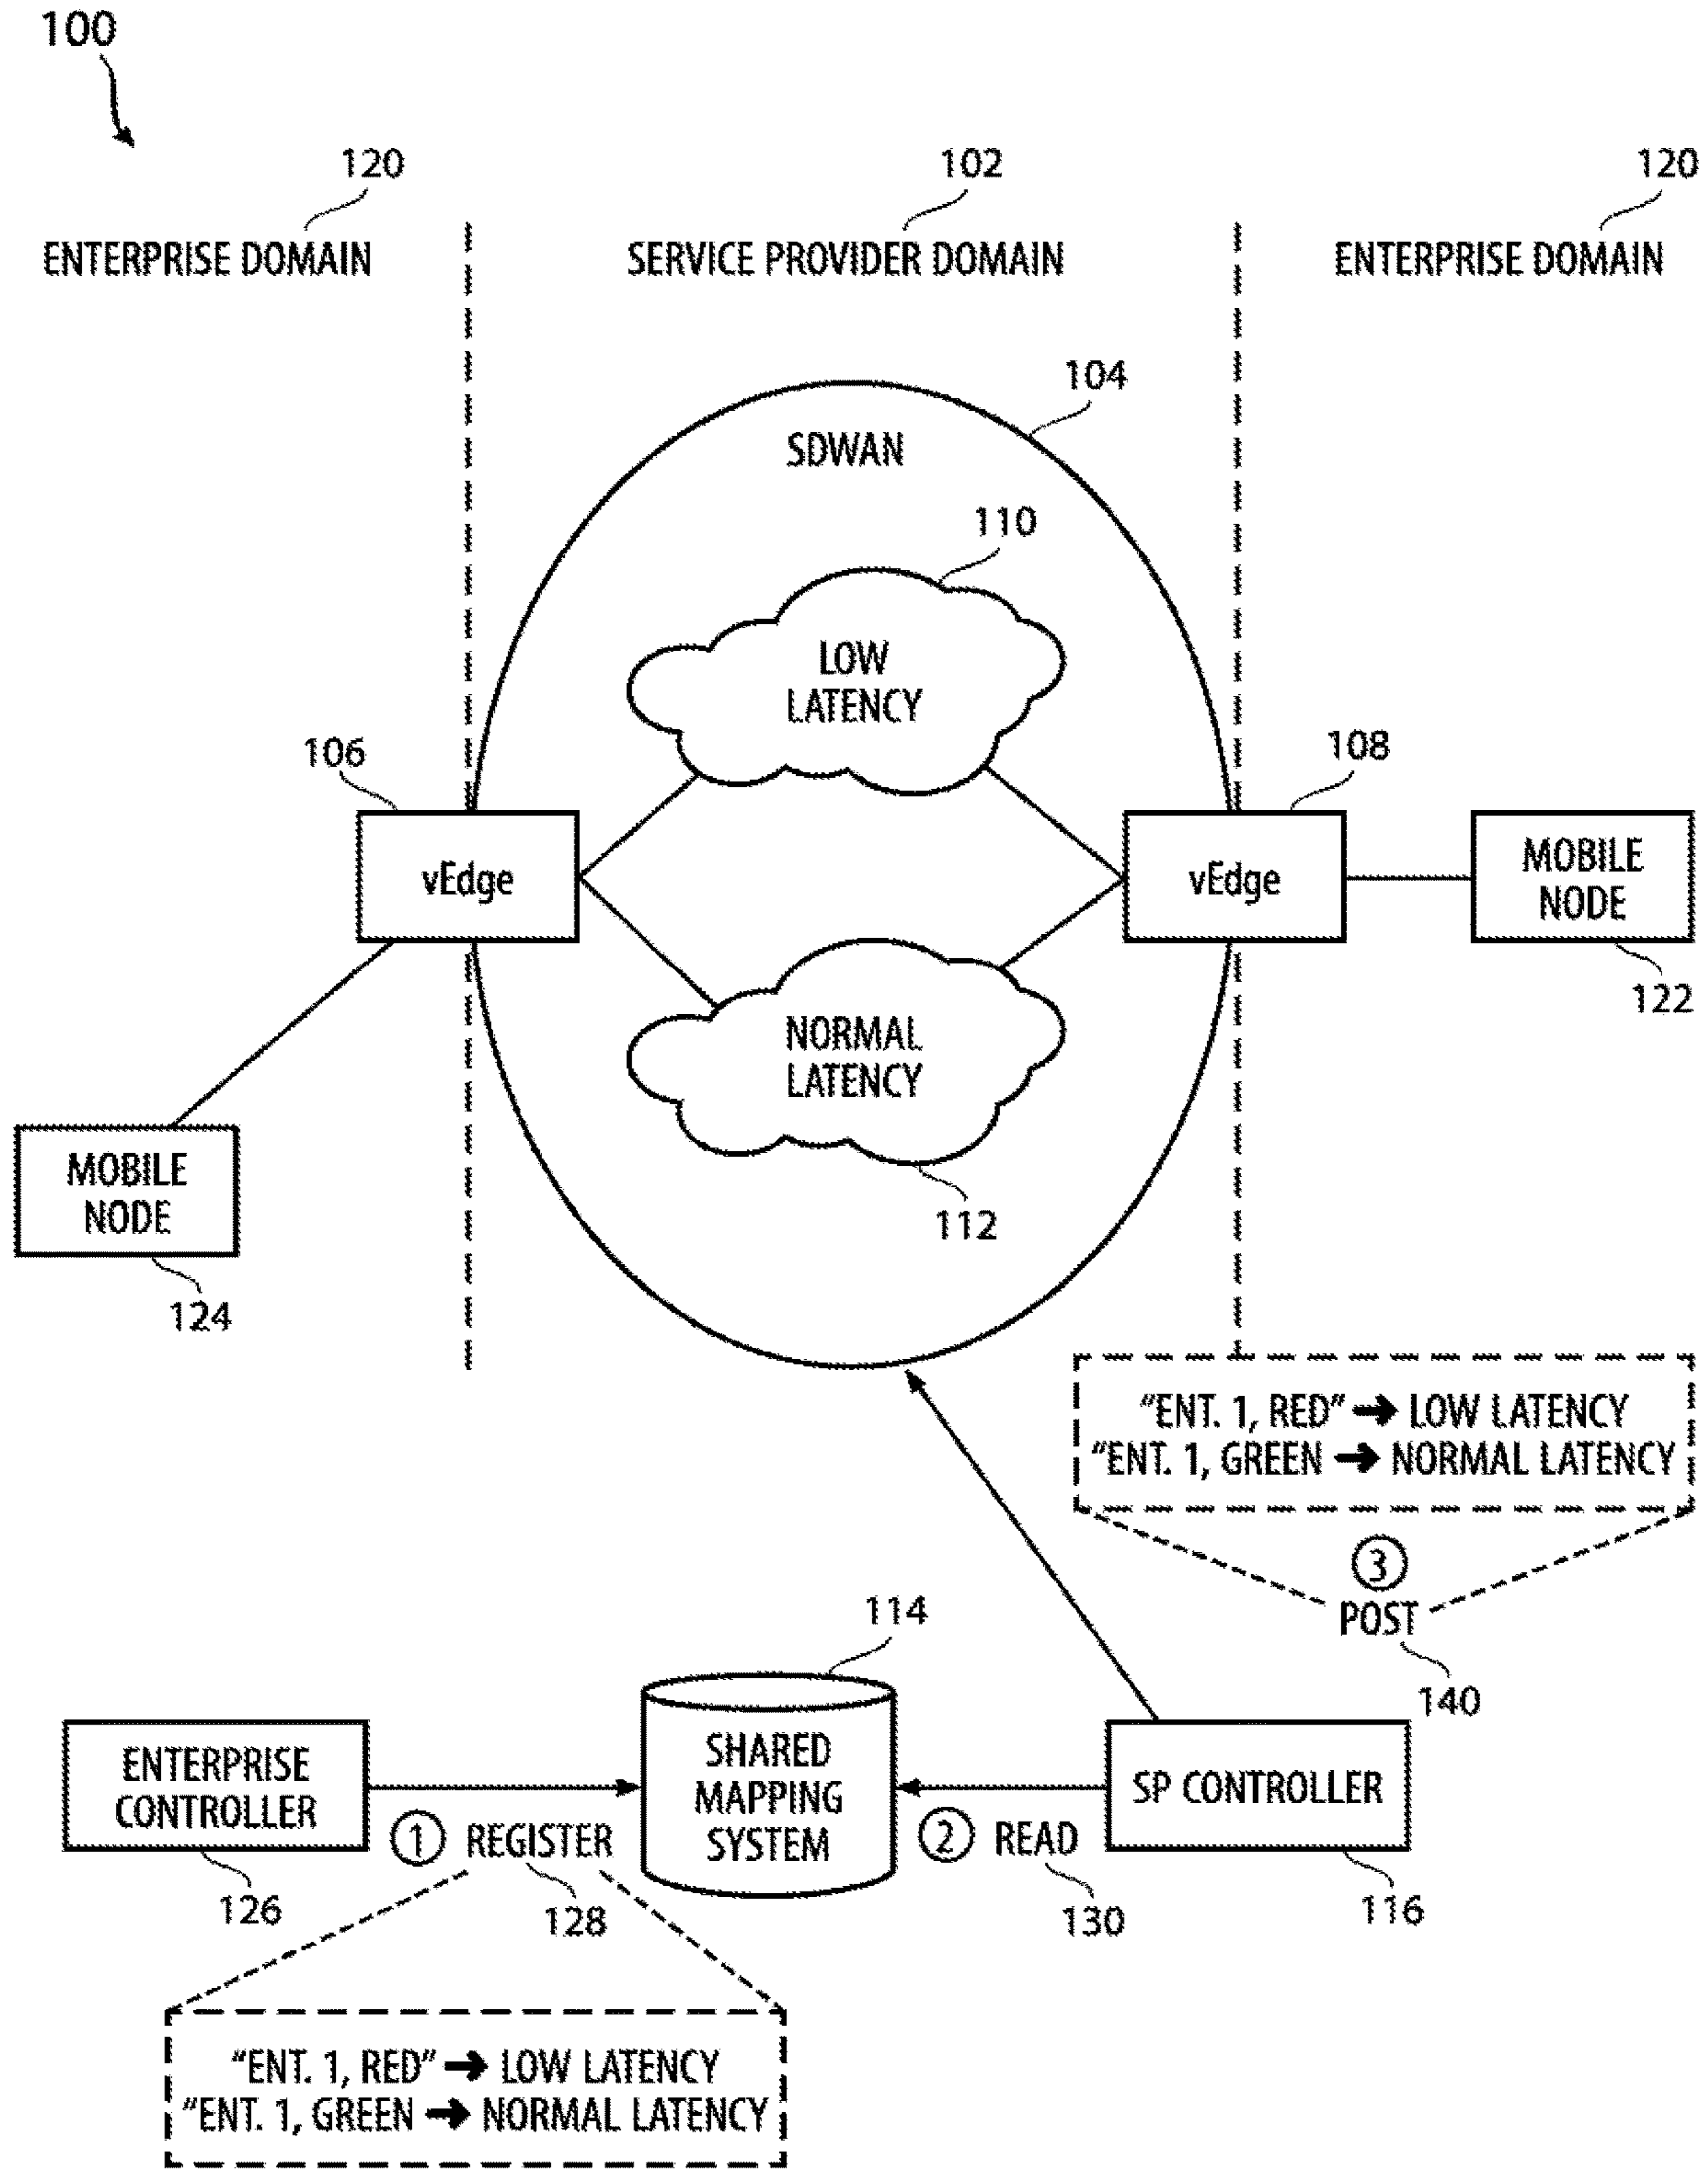 100
120
102
120
ENTERPRISE DOMAIN
SERVICE PROVIDER DOMAIN
ENTERPRISE DOMAIN
104
SDWAN
110
LOW
LATENCY
106
108
vEdge
vEdge
MOBILE
NODE
122
NORMAL
LATENCY
112
MOBILE
NODE
124
"ENT. 1, RED" ➔ LOW LATENCY
"ENT. 1, GREEN ➔ NORMAL LATENCY
3
POST
140
114
ENTERPRISE
CONTROLLER
126
1 REGISTER
128
SHARED
MAPPING
SYSTEM
2 READ
130
SP CONTROLLER
116
"ENT. 1, RED" ➔ LOW LATENCY
"ENT. 1, GREEN ➔ NORMAL LATENCY